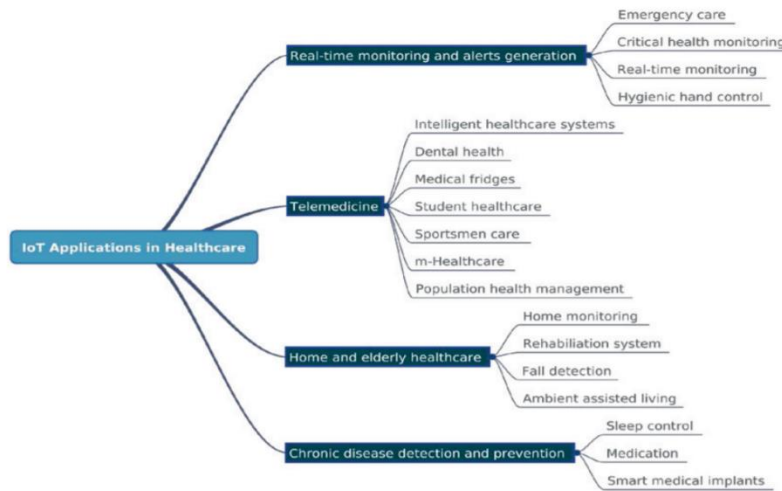 IoT Applications in Healthcare
Real-time monitoring and alerts generation
Emergency care
Critical health monitoring
Real-time monitoring
Hygienic hand control
Telemedicine
Intelligent healthcare systems
Dental health
Medical fridges
Student healthcare
Sportsmen care
m-Healthcare
Population health management
Home and elderly healthcare
Home monitoring
Rehabiliation system
Fall detection
Ambient assisted living
Chronic disease detection and prevention
Sleep control
Medication
Smart medical implants